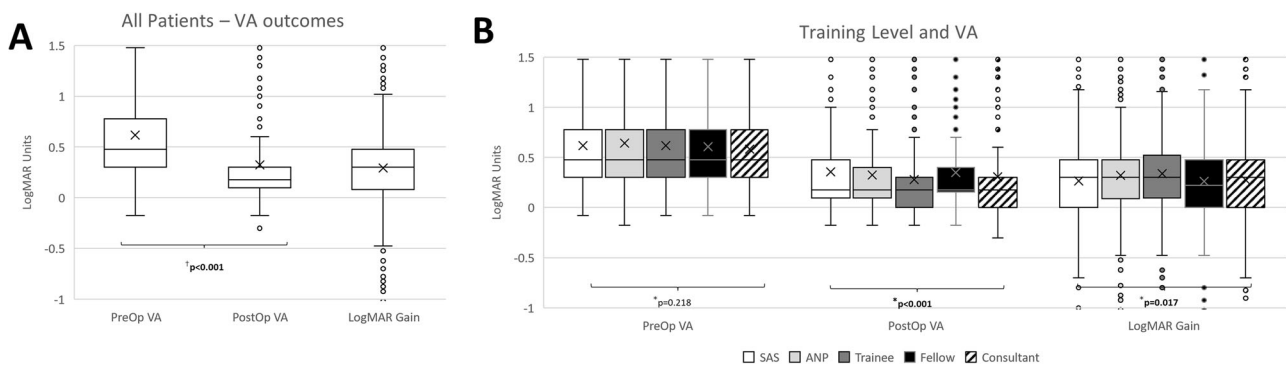 A
All Patients – VA outcomes
LogMAR Units
1.5
1
0.5
0
-0.5
-1
†p<0.001
PreOp VA
PostOp VA
LogMAR Gain
B
Training Level and VA
LogMAR Units
1.5
1
0.5
0
-0.5
-1
*p=0.218
*p<0.001
*p=0.017
PreOp VA
PostOp VA
LogMAR Gain
SAS
ANP
Trainee
Fellow
Consultant